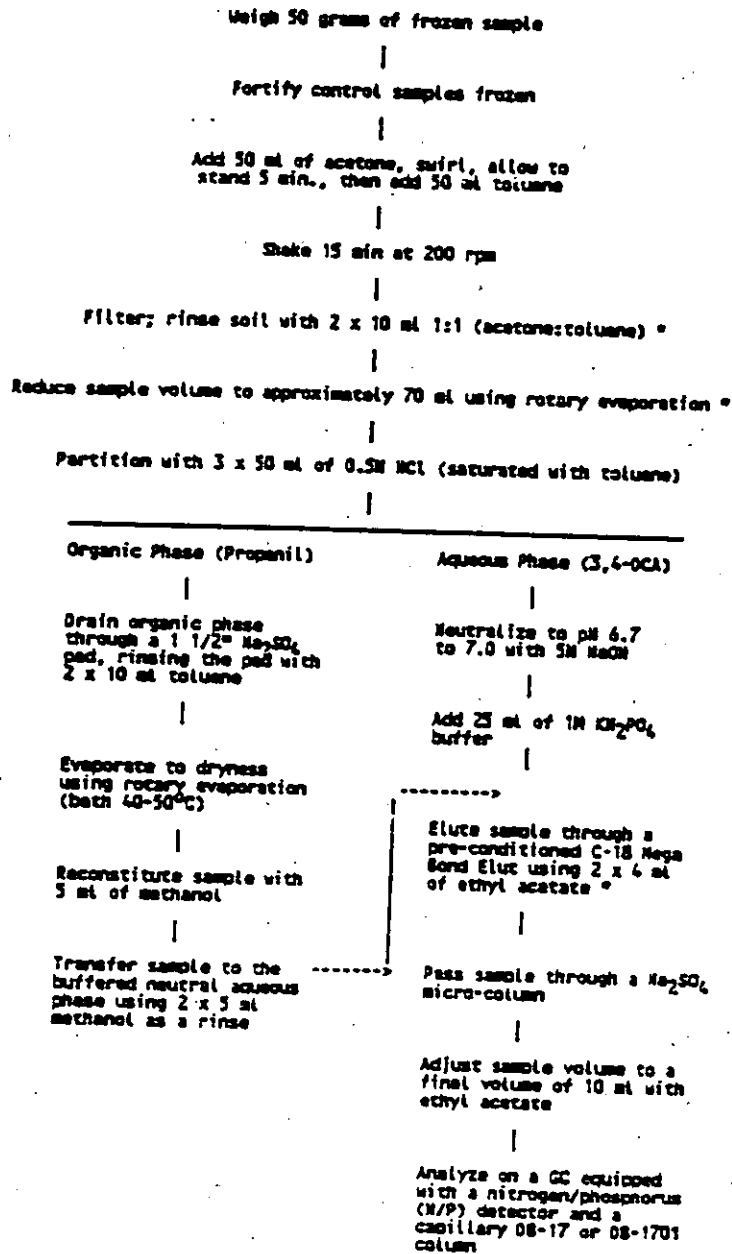 Weigh 50 grams of frozen sample
Fortify control samples frozen
Add 50 ml of acetone, swirl, allow to
stand 5 min., then add 50 ml toluene
Shake 15 min at 200 rpm
Filter; rinse soil with 2 x 10 ml 1:1 (acetone:toluene) *
Reduce sample volume to approximately 70 ml using rotary evaporation *
Partition with 3 x 50 ml of 0.5N HCl (saturated with toluene)
Organic Phase (Propanil)
Drain organic phase
through a 1 1/2" Na2SO4
pad, rinsing the pad with
2 x 10 ml toluene
Evaporate to dryness
using rotary evaporation
(bath 40-50°C)
Reconstitute sample with
5 ml of methanol
Transfer sample to the
buffered neutral aqueous
phase using 2 x 5 ml
methanol as a rinse
Aqueous Phase (3,4-DCA)
Neutralize to pH 6.7
to 7.0 with 5N NaOH
Add 25 ml of 1M KH2PO4
buffer
Elute sample through a
pre-conditioned C-18 Mega
Bond Elut using 2 x 4 ml
of ethyl acetate *
Pass sample through a Na2SO4
micro-column
Adjust sample volume to a
final volume of 10 ml with
ethyl acetate
Analyze on a GC equipped
with a nitrogen/phosphorus
(N/P) detector and a
capillary DB-17 or DB-1701
column